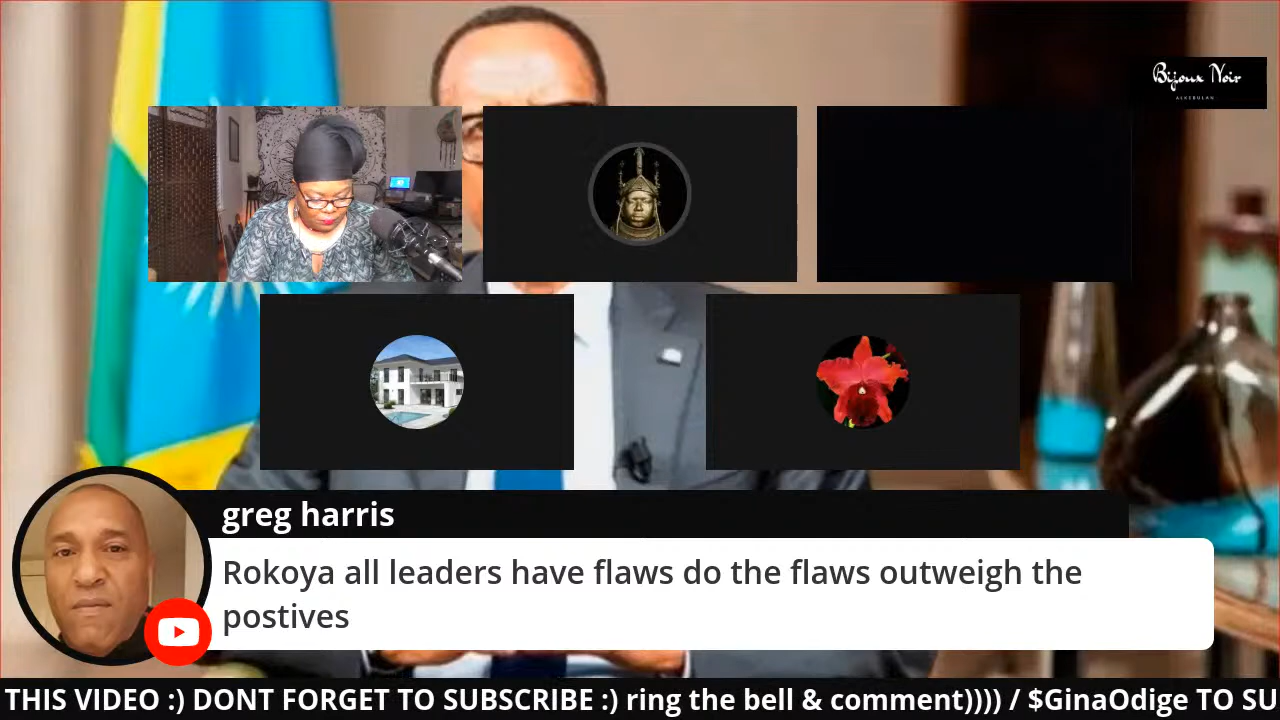 Bijoux Noir
ALKEBULAN
greg harris
Rokoya all leaders have flaws do the flaws outweigh the
postives
THIS VIDEO :) DONT FORGET TO SUBSCRIBE :) ring the bell & comment)))) / $GinaOdige TO SU